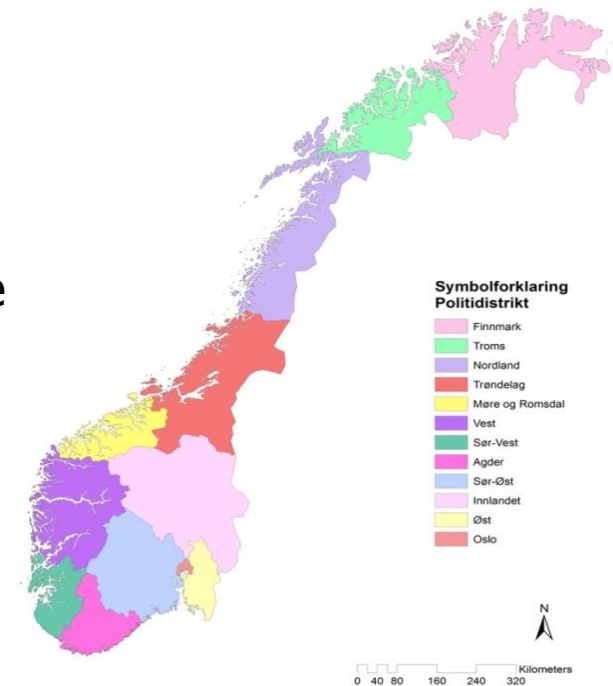 e
Symbolforklaring
Politidistrikt
Finnmark
Troms
Nordland
Trøndelag
Møre og Romsdal
Vest
Sør-Vest
Agder
Sør-Øst
Innlandet
Øst
Oslo
N
Kilometers
0 40 80 160 240 320